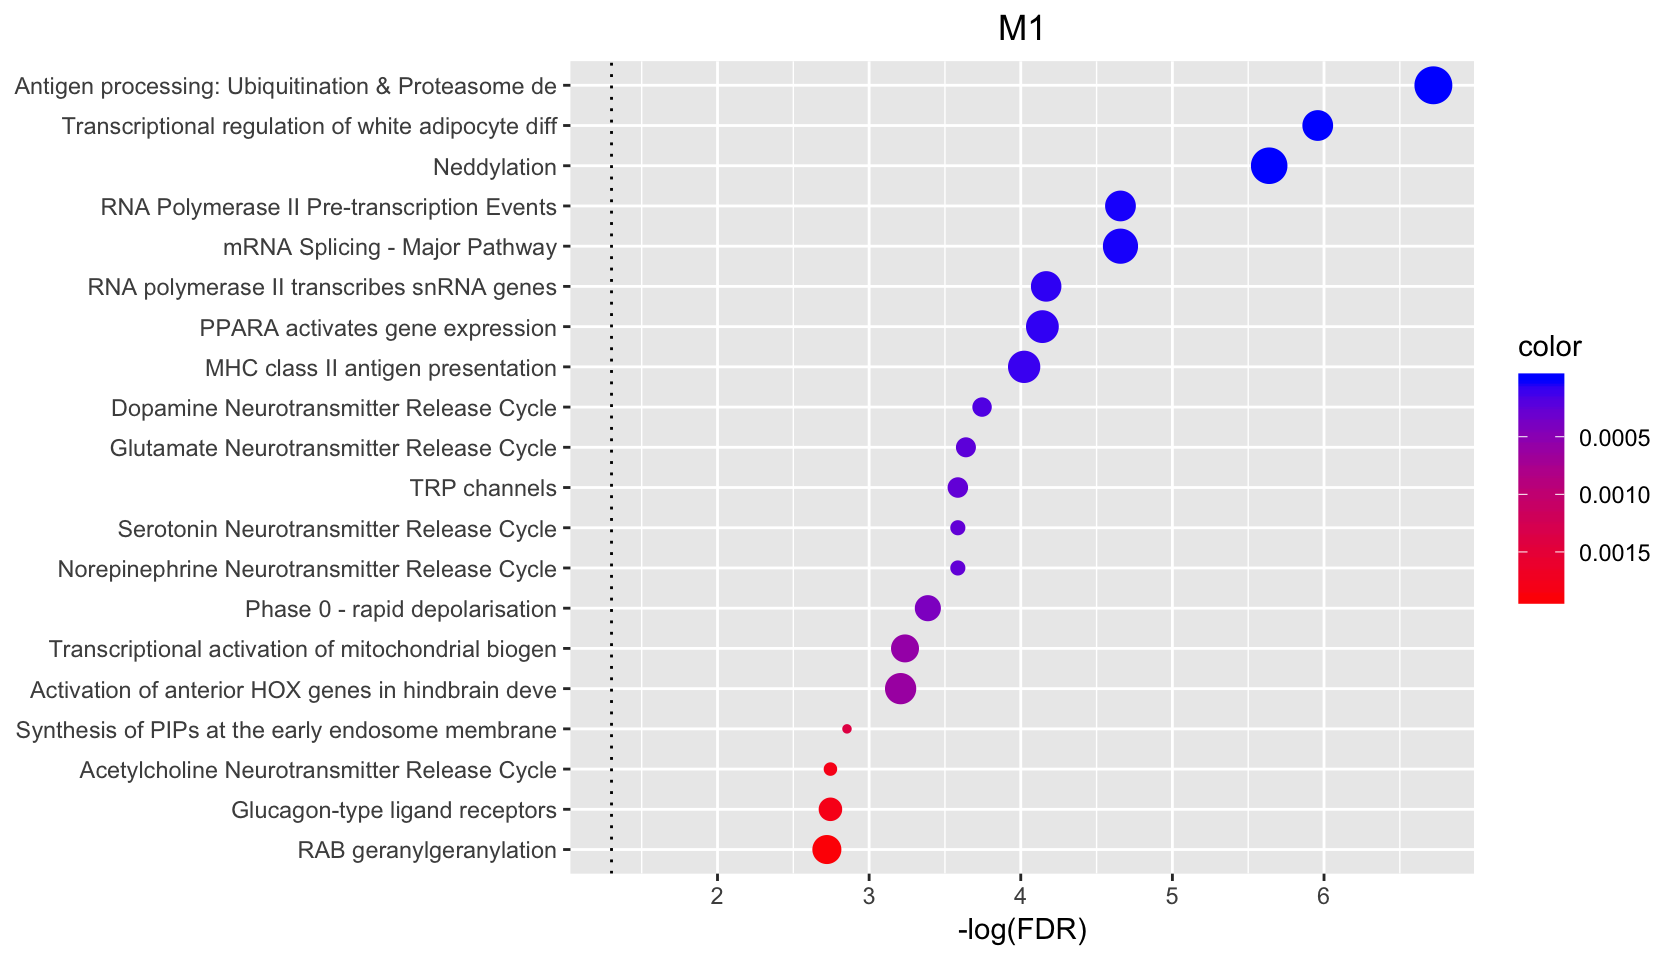 M1
Antigen processing: Ubiquitination & Proteasome de
Transcriptional regulation of white adipocyte diff
Neddylation
RNA Polymerase II Pre-transcription Events
mRNA Splicing - Major Pathway
RNA polymerase II transcribes snRNA genes
PPARA activates gene expression
MHC class II antigen presentation
Dopamine Neurotransmitter Release Cycle
Glutamate Neurotransmitter Release Cycle
TRP channels
Serotonin Neurotransmitter Release Cycle
Norepinephrine Neurotransmitter Release Cycle
Phase 0 - rapid depolarisation
Transcriptional activation of mitochondrial biogen
Activation of anterior HOX genes in hindbrain deve
Synthesis of PIPs at the early endosome membrane
Acetylcholine Neurotransmitter Release Cycle
Glucagon-type ligand receptors
RAB geranylgeranylation
2 3 4 5 6
-log(FDR)
color
0.0005
0.0010
0.0015